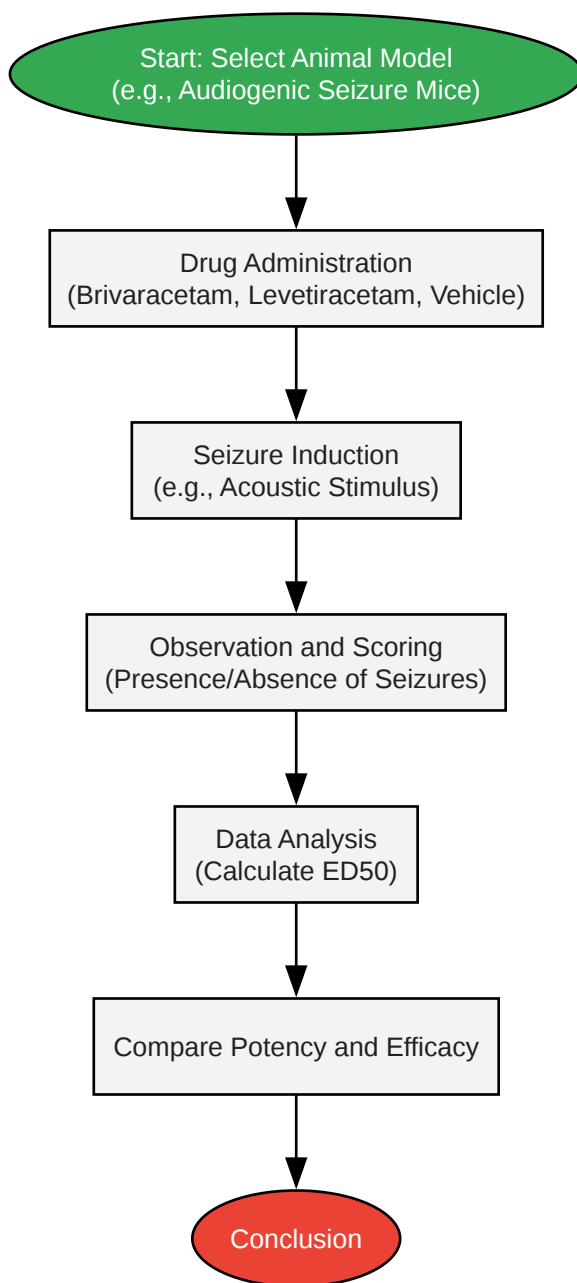 Start: Select Animal Model
(e.g., Audiogenic Seizure Mice)
Drug Administration
(Brivaracetam, Levetiracetam, Vehicle)
Seizure Induction
(e.g., Acoustic Stimulus)
Observation and Scoring
(Presence/Absence of Seizures)
Data Analysis
(Calculate ED50)
Compare Potency and Efficacy
Conclusion